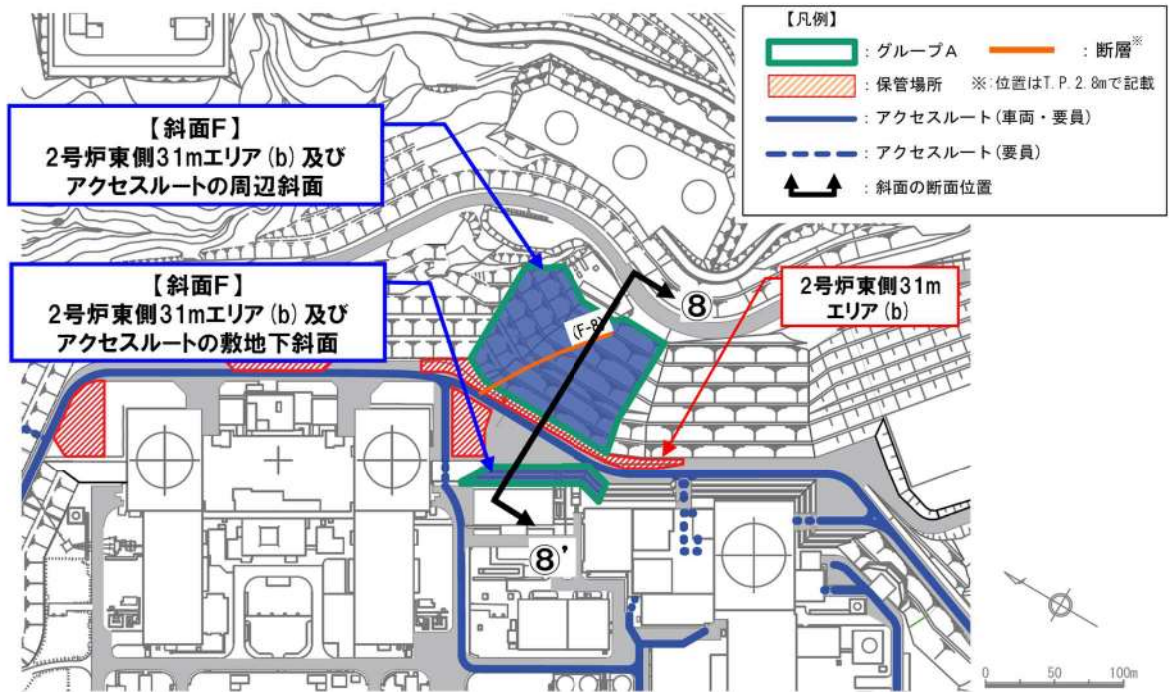 【凡例】
：グループA
：断層※
：保管場所
※：位置はT.P.2.8mで記載
：アクセスルート(車両・要員)
：アクセスルート(要員)
：斜面の断面位置
【斜面F】
2号炉東側31mエリア(b)及び
アクセスルートの周辺斜面
【斜面F】
2号炉東側31mエリア(b)及び
アクセスルートの敷地下斜面
2号炉東側31m
エリア(b)
⑧
(F-8)
⑧'
0 50 100m